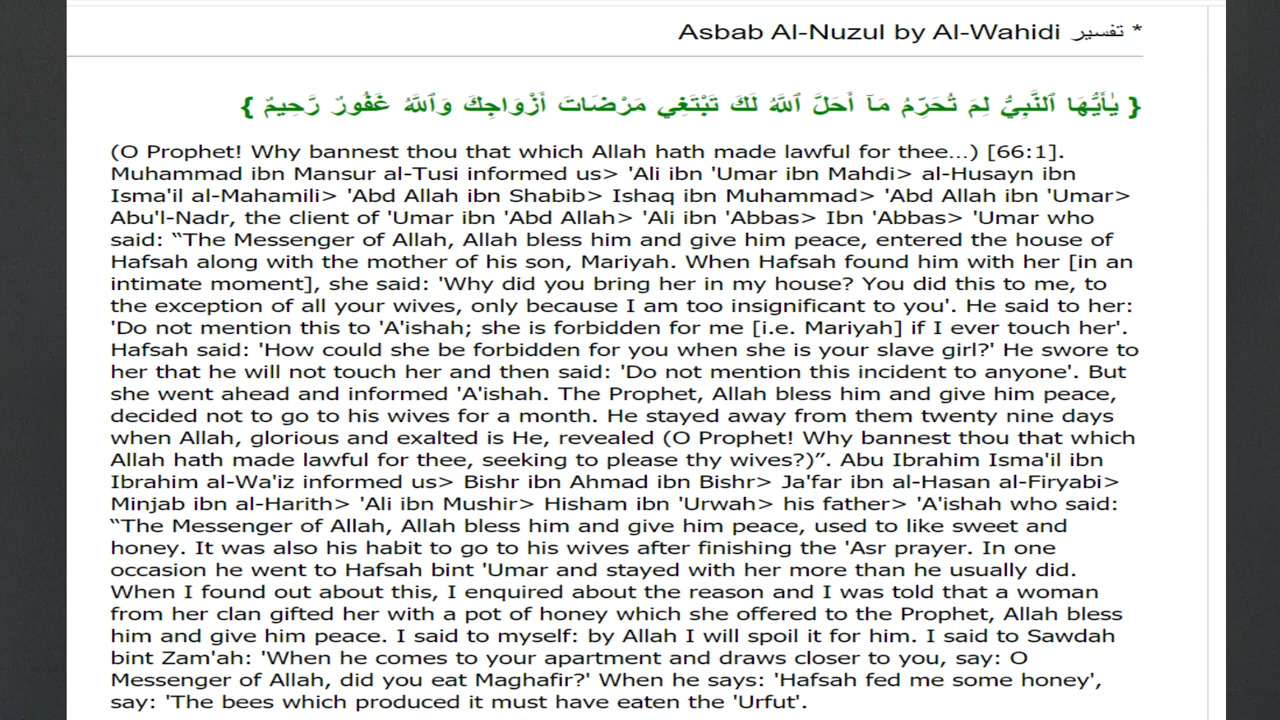 * تفسير Asbab Al-Nuzul by Al-Wahidi
{ يٰأَيُّهَا ٱلنَّبِيُّ لِمَ تُحَرِّمُ مَآ أَحَلَّ ٱللَّهُ لَكَ تَبْتَغِي مَرْضَاتَ أَزْوَاجِكَ وَٱللَّهُ غَفُورٌ رَّحِيمٌ }
(O Prophet! Why bannest thou that which Allah hath made lawful for thee…) [66:1].
Muhammad ibn Mansur al-Tusi informed us> 'Ali ibn 'Umar ibn Mahdi> al-Husayn ibn
Isma'il al-Mahamili> 'Abd Allah ibn Shabib> Ishaq ibn Muhammad> 'Abd Allah ibn 'Umar>
Abu'l-Nadr, the client of 'Umar ibn 'Abd Allah> 'Ali ibn 'Abbas> Ibn 'Abbas> 'Umar who
said: “The Messenger of Allah, Allah bless him and give him peace, entered the house of
Hafsah along with the mother of his son, Mariyah. When Hafsah found him with her [in an
intimate moment], she said: 'Why did you bring her in my house? You did this to me, to
the exception of all your wives, only because I am too insignificant to you'. He said to her:
'Do not mention this to 'A'ishah; she is forbidden for me [i.e. Mariyah] if I ever touch her'.
Hafsah said: 'How could she be forbidden for you when she is your slave girl?' He swore to
her that he will not touch her and then said: 'Do not mention this incident to anyone'. But
she went ahead and informed 'A'ishah. The Prophet, Allah bless him and give him peace,
decided not to go to his wives for a month. He stayed away from them twenty nine days
when Allah, glorious and exalted is He, revealed (O Prophet! Why bannest thou that which
Allah hath made lawful for thee, seeking to please thy wives?)”. Abu Ibrahim Isma'il ibn
Ibrahim al-Wa'iz informed us> Bishr ibn Ahmad ibn Bishr> Ja'far ibn al-Hasan al-Firyabi>
Minjab ibn al-Harith> 'Ali ibn Mushir> Hisham ibn 'Urwah> his father> 'A'ishah who said:
“The Messenger of Allah, Allah bless him and give him peace, used to like sweet and
honey. It was also his habit to go to his wives after finishing the 'Asr prayer. In one
occasion he went to Hafsah bint 'Umar and stayed with her more than he usually did.
When I found out about this, I enquired about the reason and I was told that a woman
from her clan gifted her with a pot of honey which she offered to the Prophet, Allah bless
him and give him peace. I said to myself: by Allah I will spoil it for him. I said to Sawdah
bint Zam'ah: 'When he comes to your apartment and draws closer to you, say: O
Messenger of Allah, did you eat Maghafir?' When he says: 'Hafsah fed me some honey',
say: 'The bees which produced it must have eaten the 'Urfut'.